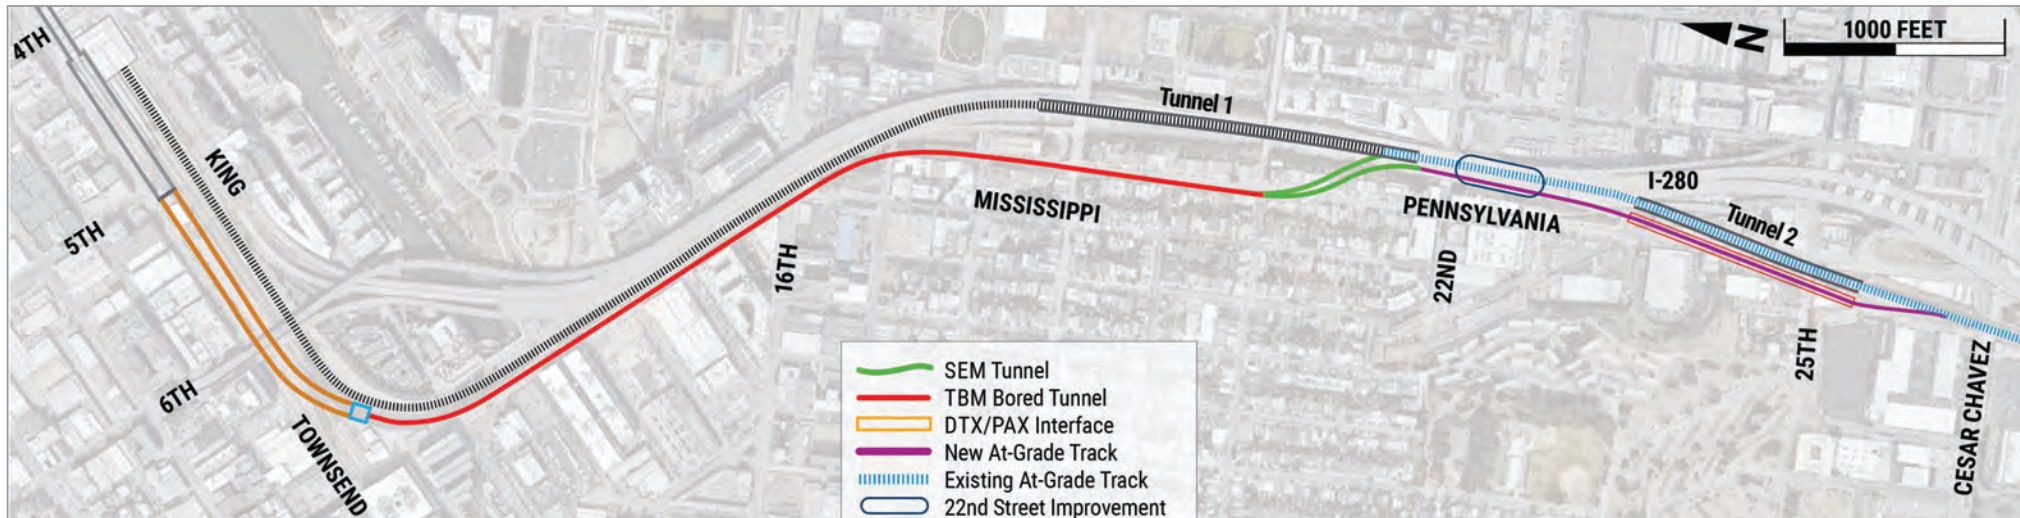 4TH
KING
5TH
6TH
TOWNSEND
16TH
MISSISSIPPI
Tunnel 1
PENNSYLVANIA
22ND
I-280
Tunnel 2
25TH
CESAR CHAVEZ
N
1000 FEET
SEM Tunnel
TBM Bored Tunnel
DTX/PAX Interface
New At-Grade Track
Existing At-Grade Track
22nd Street Improvement